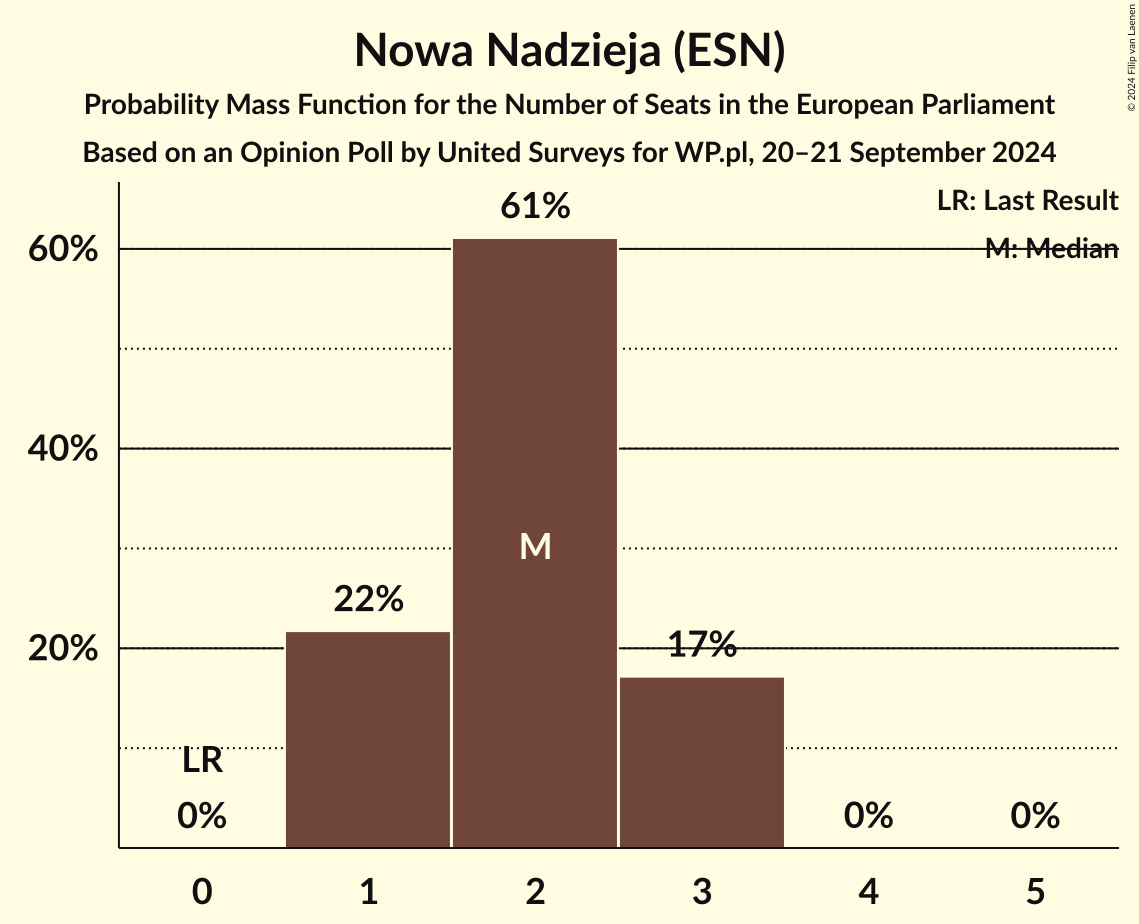 Nowa Nadzieja (ESN)
Probability Mass Function for the Number of Seats in the European Parliament
Based on an Opinion Poll by United Surveys for WP.pl, 20–21 September 2024
© 2024 Filip van Laenen
LR: Last Result
M: Median
60%
40%
20%
61%
M
22%
17%
LR
0%
0%
0%
0 1 2 3 4 5